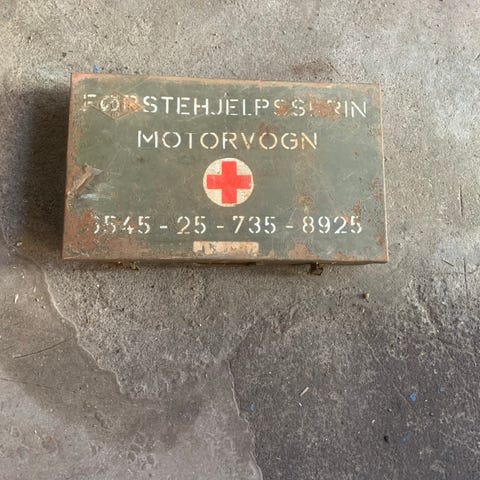 FØRSTEHJELPSSKRIN
MOTORVOGN
6545 - 25 - 735 - 8925